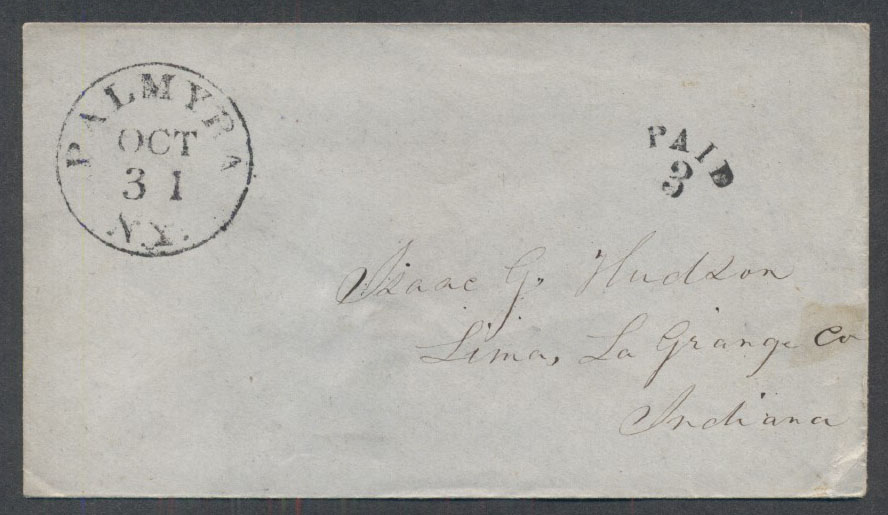 PALMYRA
OCT
31
N.Y.
PAID
3
Isaac G. Hudson
Lima, La Grange Co
Indiana